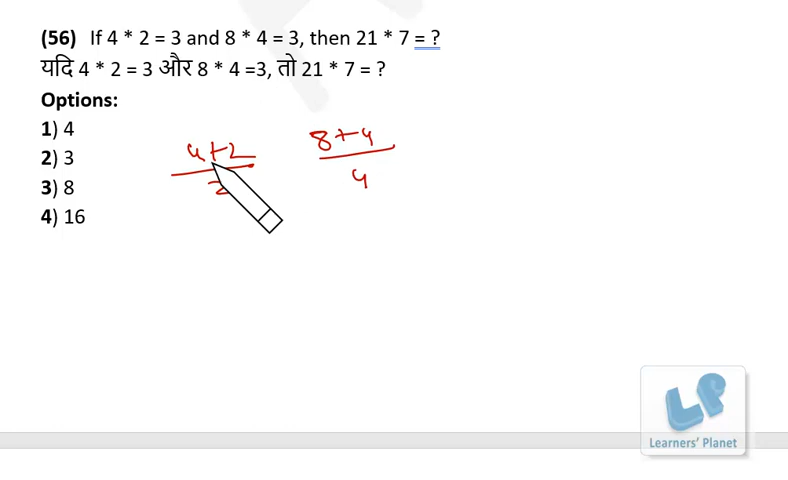 (56) If 4 * 2 = 3 and 8 * 4 = 3, then 21 * 7 = ?
यदि 4 * 2 = 3 और 8 * 4 =3, तो 21 * 7 = ?
Options:
1) 4
2) 3
3) 8
4) 16
4+2
2
8+4
4
LP
Learners' Planet